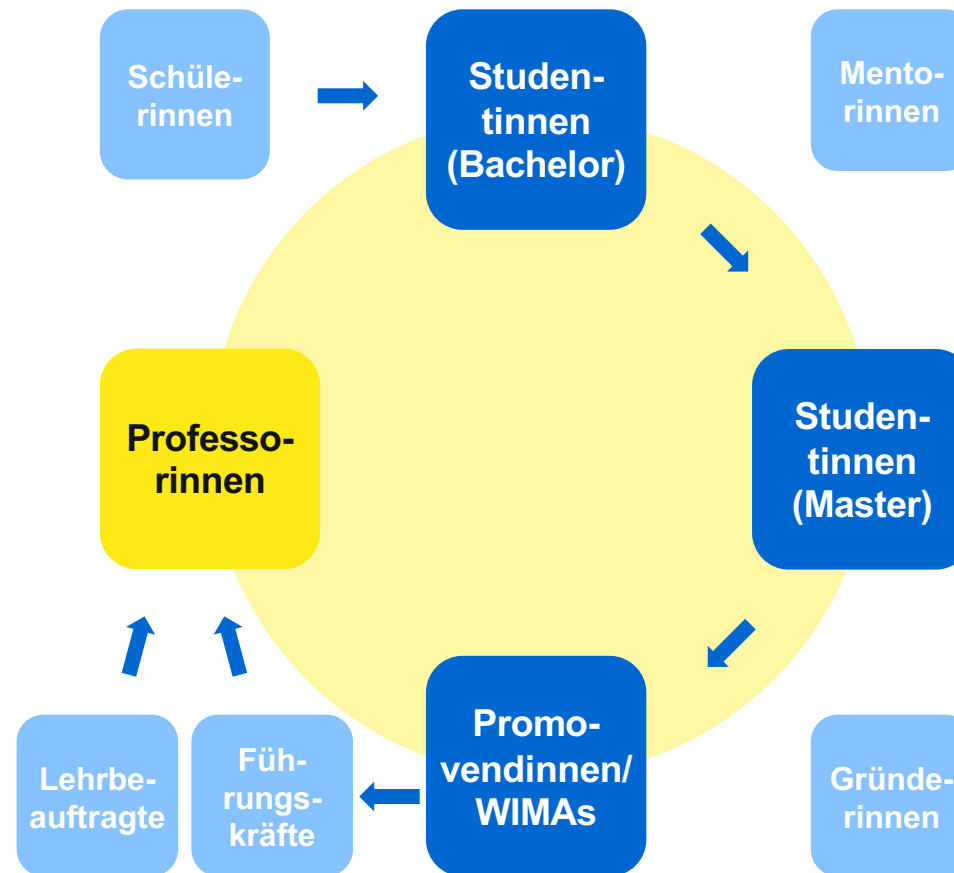 Schüle-
rinnen
Studen-
tinnen
(Bachelor)
Mento-
rinnen
Professo-
rinnen
Studen-
tinnen
(Master)
Lehrbe-
auftragte
Füh-
rungs-
kräfte
Promo-
vendinnen/
WIMAs
Gründe-
rinnen